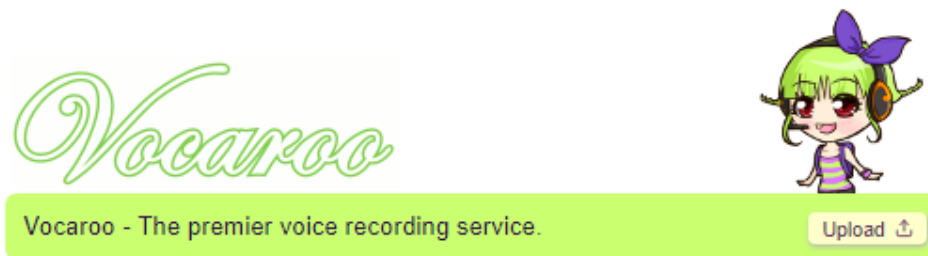 Vocaroo
Vocaroo - The premier voice recording service.
Upload